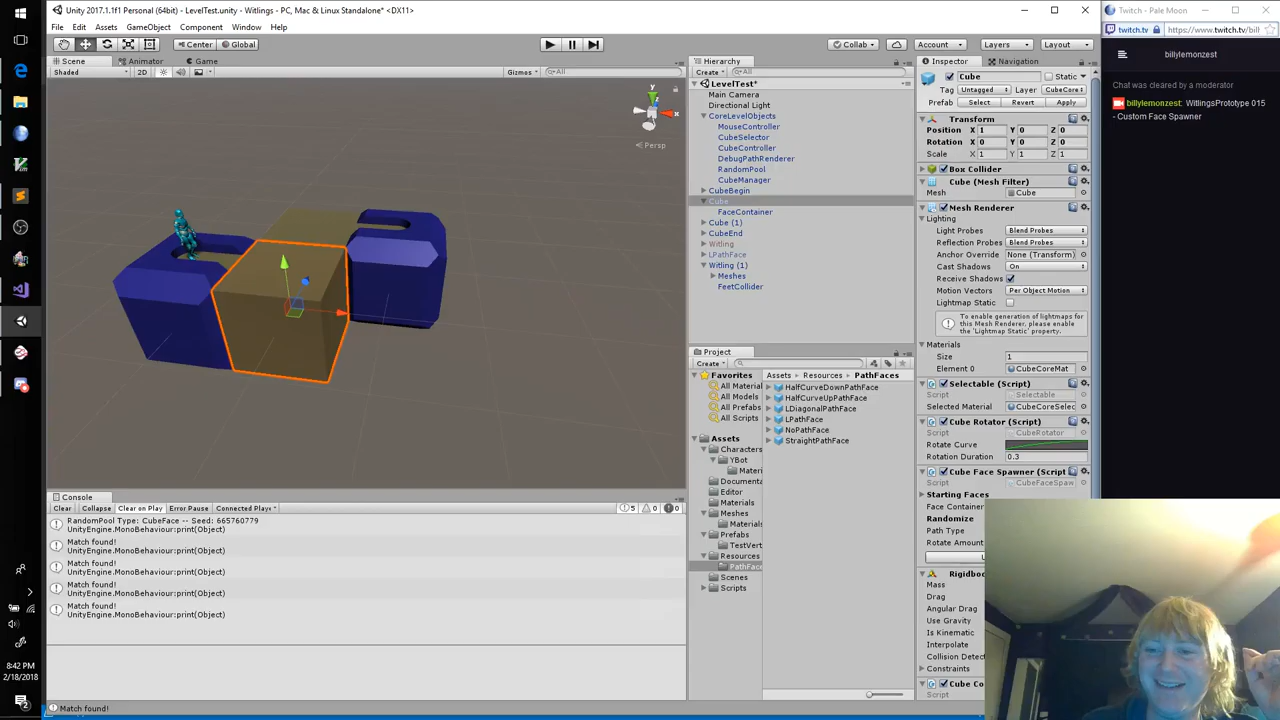 Unity 2017.1.1f1 Personal (64bit) - LevelTest.unity - Witlings - PC, Mac & Linux Standalone* <DX11>
File Edit Assets GameObject Component Window Help
Center Global
Collab Account Layers Layout
Scene Animator Game
Shaded 2D Gizmos All
y x Persp
Hierarchy
Create All
LevelTest*
Main Camera
Directional Light
CoreLevelObjects
MouseController
CubeSelector
CubeController
DebugPathRenderer
RandomPool
CubeManager
CubeBegin
Cube
FaceContainer
Cube (1)
CubeEnd
Witling
LPathFace
Witling (1)
Meshes
FeetCollider
Project
Create
Favorites
All Material
All Models
All Prefabs
All Scripts
Assets
Characters
YBot
Materi
Documenta
Editor
Materials
Meshes
Materials
Prefabs
TestVert
Resources
PathFace
Scenes
Scripts
Assets Resources PathFaces
HalfCurveDownPathFace
HalfCurveUpPathFace
LDiagonalPathFace
LPathFace
NoPathFace
StraightPathFace
Console
Clear Collapse Clear on Play Error Pause Connected Playe 5 0 0
RandomPool Type: CubeFace -- Seed: 665760779
UnityEngine.MonoBehaviour:print(Object)
Match found!
UnityEngine.MonoBehaviour:print(Object)
Match found!
UnityEngine.MonoBehaviour:print(Object)
Match found!
UnityEngine.MonoBehaviour:print(Object)
Match found!
UnityEngine.MonoBehaviour:print(Object)
Match found!
Inspector Navigation
Cube Static
Tag Untagged Layer CubeCore
Prefab Select Revert Apply
Transform
Position X 1 Y 0 Z 0
Rotation X 0 Y 0 Z 0
Scale X 1 Y 1 Z 1
Box Collider
Cube (Mesh Filter)
Mesh Cube
Mesh Renderer
Lighting
Light Probes Blend Probes
Reflection Probes Blend Probes
Anchor Override None (Transform)
Cast Shadows On
Receive Shadows
Motion Vectors Per Object Motion
Lightmap Static
To enable generation of lightmaps for
this Mesh Renderer, please enable
the 'Lightmap Static' property.
Materials
Size 1
Element 0 CubeCoreMat
Selectable (Script)
Script Selectable
Selected Material CubeCoreSelec
Cube Rotator (Script)
Script CubeRotator
Rotate Curve
Rotation Duration 0.3
Cube Face Spawner (Script
Script CubeFaceSpaw
Starting Faces
Face Container
Randomize
Path Type
Rotate Amount
Rigidbo
Mass
Drag
Angular Drag
Use Gravity
Is Kinematic
Interpolate
Collision Detect
Constraints
Cube Co
Script
Twitch - Pale Moon
twitch.tv https://www.twitch.tv/bill
billylemonzest
Chat was cleared by a moderator
billylemonzest: WitlingsPrototype 015
- Custom Face Spawner
8:42 PM
2/18/2018